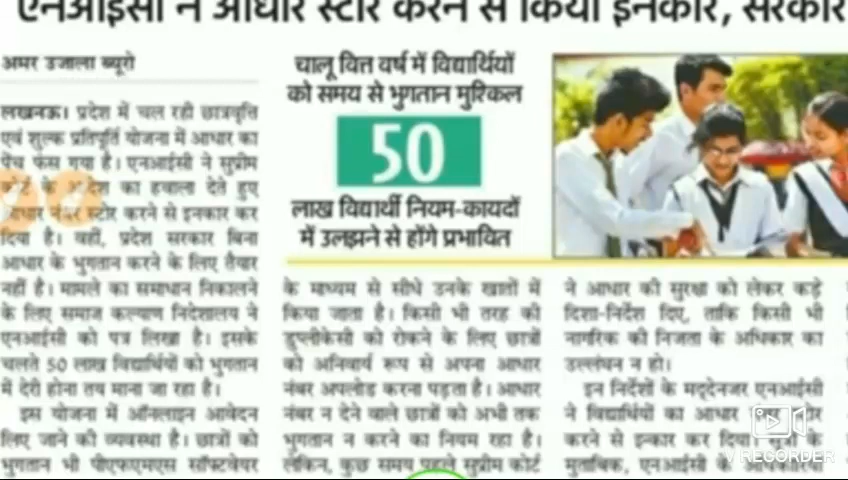 एनआईसी ने आधार स्टोर करने से किया इनकार, सरकार
अमर उजाला ब्यूरो
लखनऊ। प्रदेश में चल रही छात्रवृत्ति
एवं शुल्क प्रतिपूर्ति योजना में आधार का
पेंच फंस गया है। एनआईसी ने सुप्रीम
कोर्ट के आदेश का हवाला देते हुए
आधार नंबर स्टोर करने से इनकार कर
दिया है। वहीं, प्रदेश सरकार बिना
आधार के भुगतान करने के लिए तैयार
नहीं है। मामले का समाधान निकालने
के लिए समाज कल्याण निदेशालय ने
एनआईसी को पत्र लिखा है। इसके
चलते 50 लाख विद्यार्थियों को भुगतान
में देरी होना तय माना जा रहा है।
इस योजना में ऑनलाइन आवेदन
लिए जाने की व्यवस्था है। छात्रों को
भुगतान भी पीएफएमएस सॉफ्टवेयर
चालू वित्त वर्ष में विद्यार्थियों
को समय से भुगतान मुश्किल
50
लाख विद्यार्थी नियम-कायदों
में उलझने से होंगे प्रभावित
के माध्यम से सीधे उनके खातों में
किया जाता है। किसी भी तरह की
डुप्लीकेसी को रोकने के लिए छात्रों
को अनिवार्य रूप से अपना आधार
नंबर अपलोड करना पड़ता है। आधार
नंबर न देने वाले छात्रों को अभी तक
भुगतान न करने का नियम रहा है।
लेकिन, कुछ समय पहले सुप्रीम कोर्ट
ने आधार की सुरक्षा को लेकर कड़े
दिशा-निर्देश दिए, ताकि किसी भी
नागरिक की निजता के अधिकार का
उल्लंघन न हो।
इन निर्देशों के मद्देनजर एनआईसी
ने विद्यार्थियों का आधार
करने से इन्कार कर दिया। के
मुताबिक, एनआईसी के
V RECORDER